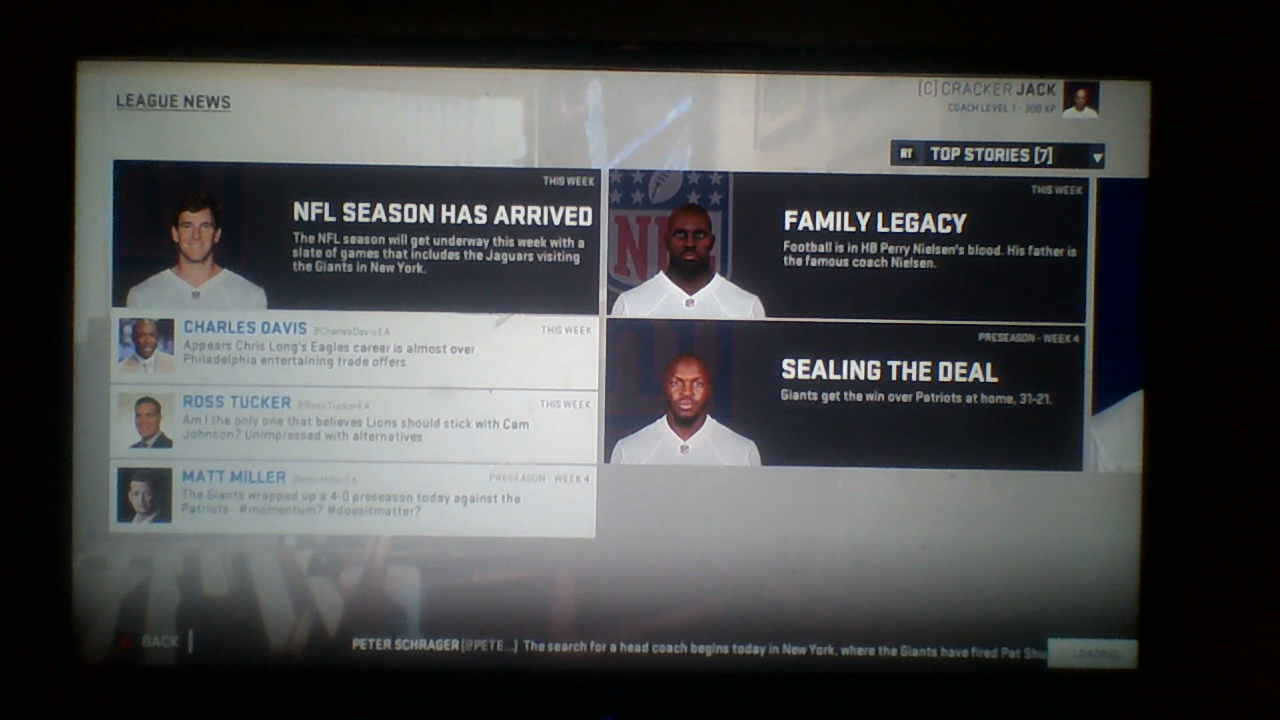 LEAGUE NEWS
[C] CRACKER JACK
COACH LEVEL 1 - 300 XP
RT TOP STORIES [7]
THIS WEEK
NFL SEASON HAS ARRIVED
The NFL season will get underway this week with a
slate of games that includes the Jaguars visiting
the Giants in New York.
THIS WEEK
FAMILY LEGACY
Football is in HB Perry Nielsen's blood. His father is
the famous coach Nielsen.
CHARLES DAVIS @CharlesDavisEA THIS WEEK
Appears Chris Long's Eagles career is almost over
Philadelphia entertaining trade offers.
ROSS TUCKER @RossTuckerEA THIS WEEK
Am I the only one that believes Lions should stick with Cam
Johnson? Unimpressed with alternatives
MATT MILLER @MattMillerEA PRESEASON - WEEK 4
The Giants wrapped up a 4-0 preseason today against the
Patriots. #momentum? #doesitmatter?
PRESEASON - WEEK 4
SEALING THE DEAL
Giants get the win over Patriots at home, 31-21.
BACK
PETER SCHRAGER (@PETE...) The search for a head coach begins today in New York, where the Giants have fired Pat Shu
LOADING...